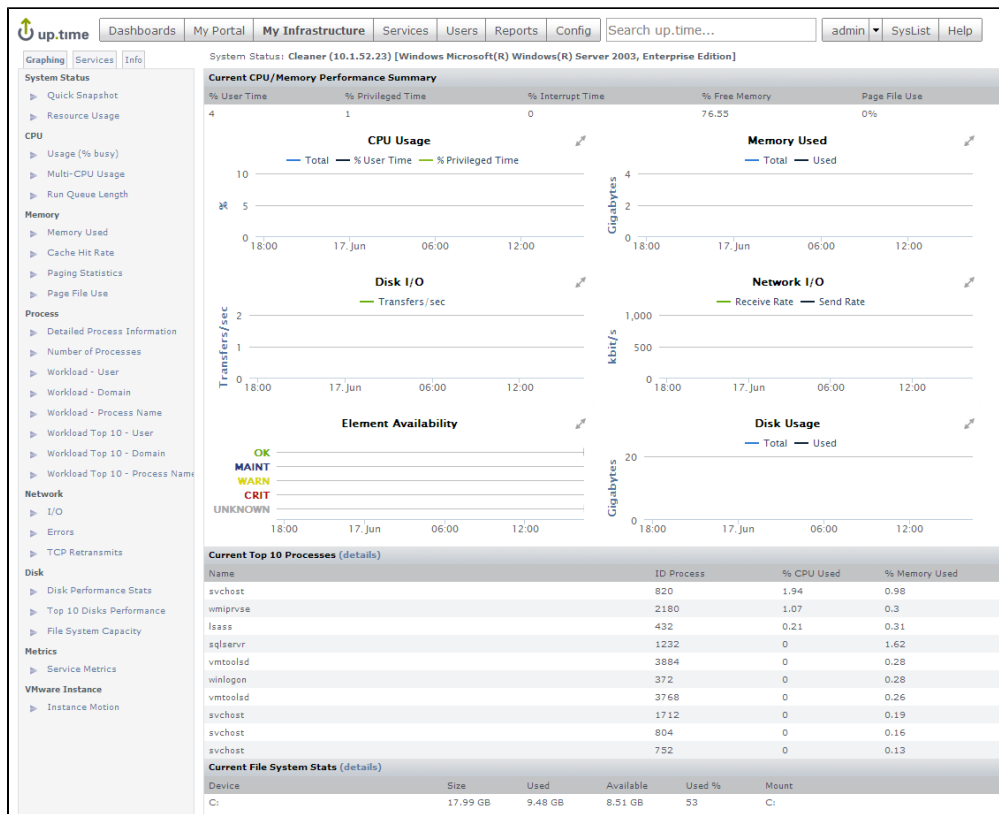 up.time Dashboards My Portal My Infrastructure Services Users Reports Config Search up.time... admin SysList Help
Graphing Services Info
System Status: Cleaner (10.1.52.23) [Windows Microsoft(R) Windows(R) Server 2003, Enterprise Edition]
System Status
Quick Snapshot
Resource Usage
CPU
Usage (% busy)
Multi-CPU Usage
Run Queue Length
Memory
Memory Used
Cache Hit Rate
Paging Statistics
Page File Use
Process
Detailed Process Information
Number of Processes
Workload - User
Workload - Domain
Workload - Process Name
Workload Top 10 - User
Workload Top 10 - Domain
Workload Top 10 - Process Name
Network
I/O
Errors
TCP Retransmits
Disk
Disk Performance Stats
Top 10 Disks Performance
File System Capacity
Metrics
Service Metrics
VMware Instance
Instance Motion
Current CPU/Memory Performance Summary
% User Time % Privileged Time % Interrupt Time % Free Memory Page File Use
4 1 0 76.55 0%
CPU Usage
Total % User Time % Privileged Time
%
10
5
0
18:00 17. Jun 06:00 12:00
Memory Used
Total Used
Gigabytes
4
2
0
18:00 17. Jun 06:00 12:00
Disk I/O
Transfers/sec
Transfers/sec
2
1
0
18:00 17. Jun 06:00 12:00
Network I/O
Receive Rate Send Rate
kbit/s
1,000
500
0
18:00 17. Jun 06:00 12:00
Element Availability
OK
MAINT
WARN
CRIT
UNKNOWN
18:00 17. Jun 06:00 12:00
Disk Usage
Total Used
Gigabytes
20
0
18:00 17. Jun 06:00 12:00
Current Top 10 Processes (details)
Name ID Process % CPU Used % Memory Used
svchost 820 1.94 0.98
wmiprvse 2180 1.07 0.3
lsass 432 0.21 0.31
sqlservr 1232 0 1.62
vmtoolsd 3884 0 0.28
winlogon 372 0 0.28
vmtoolsd 3768 0 0.26
svchost 1712 0 0.19
svchost 804 0 0.16
svchost 752 0 0.13
Current File System Stats (details)
Device Size Used Available Used % Mount
C: 17.99 GB 9.48 GB 8.51 GB 53 C: